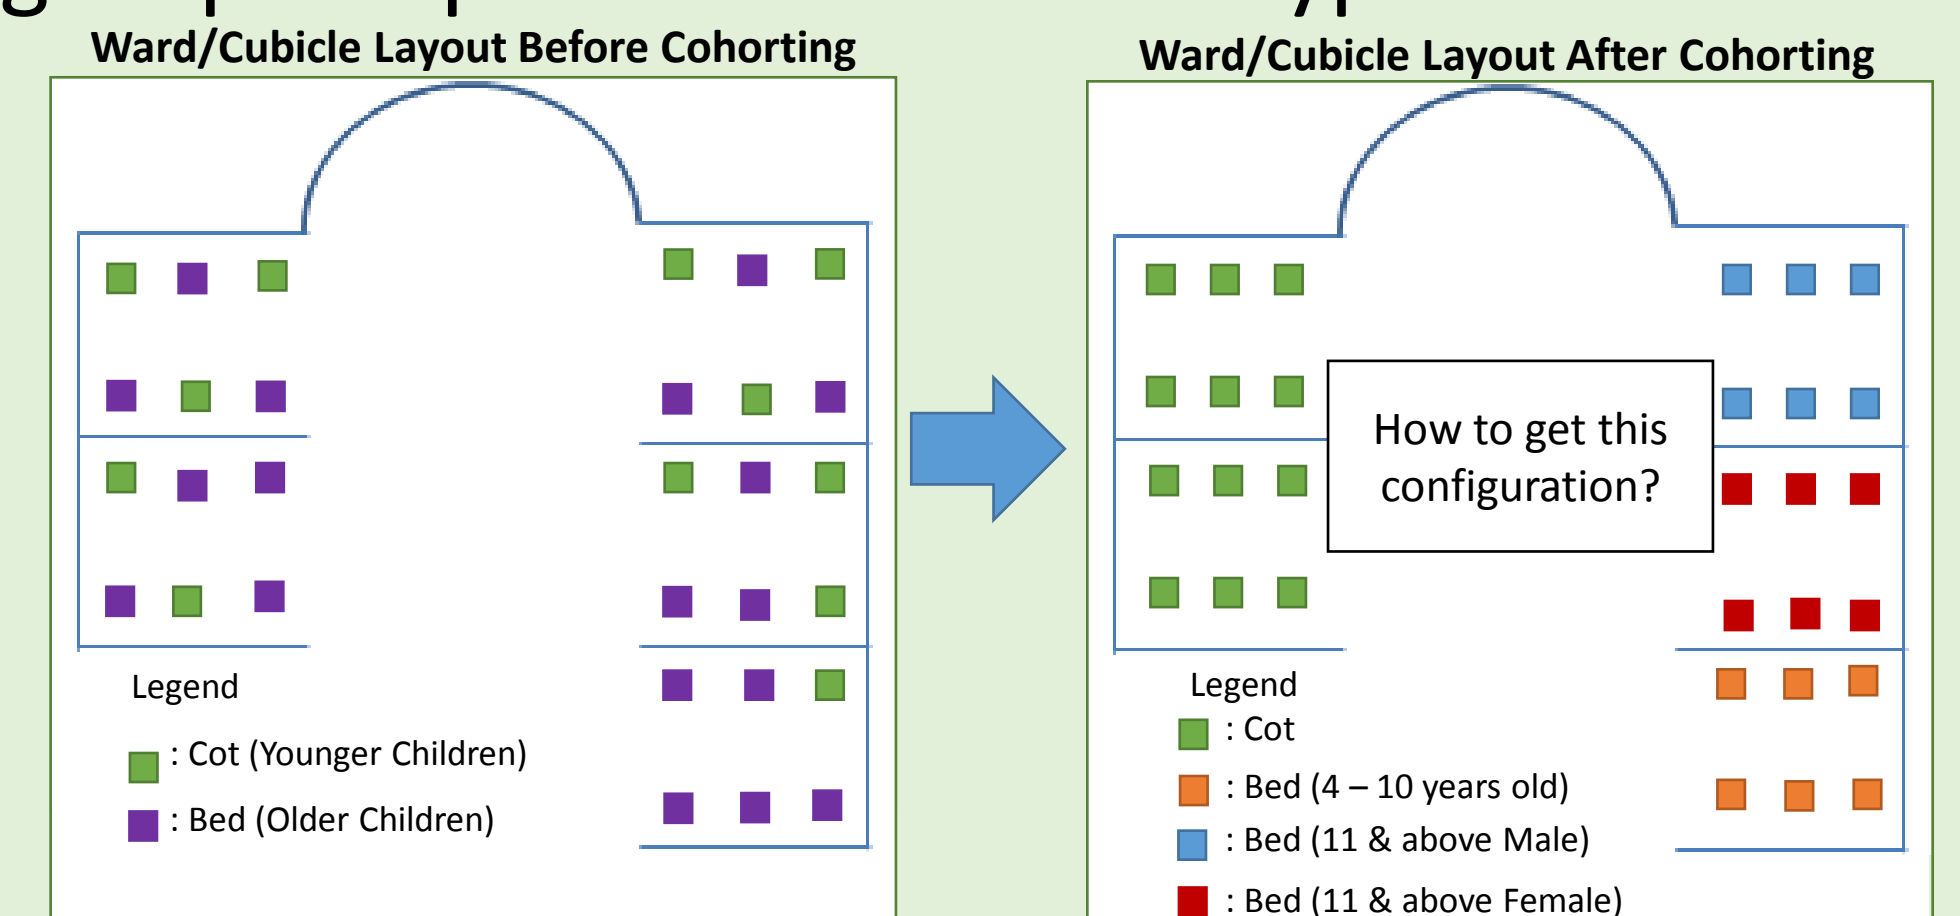 Ward/Cubicle Layout Before Cohorting
Legend
: Cot (Younger Children)
: Bed (Older Children)
Ward/Cubicle Layout After Cohorting
How to get this
configuration?
Legend
: Cot
: Bed (4 – 10 years old)
: Bed (11 & above Male)
: Bed (11 & above Female)